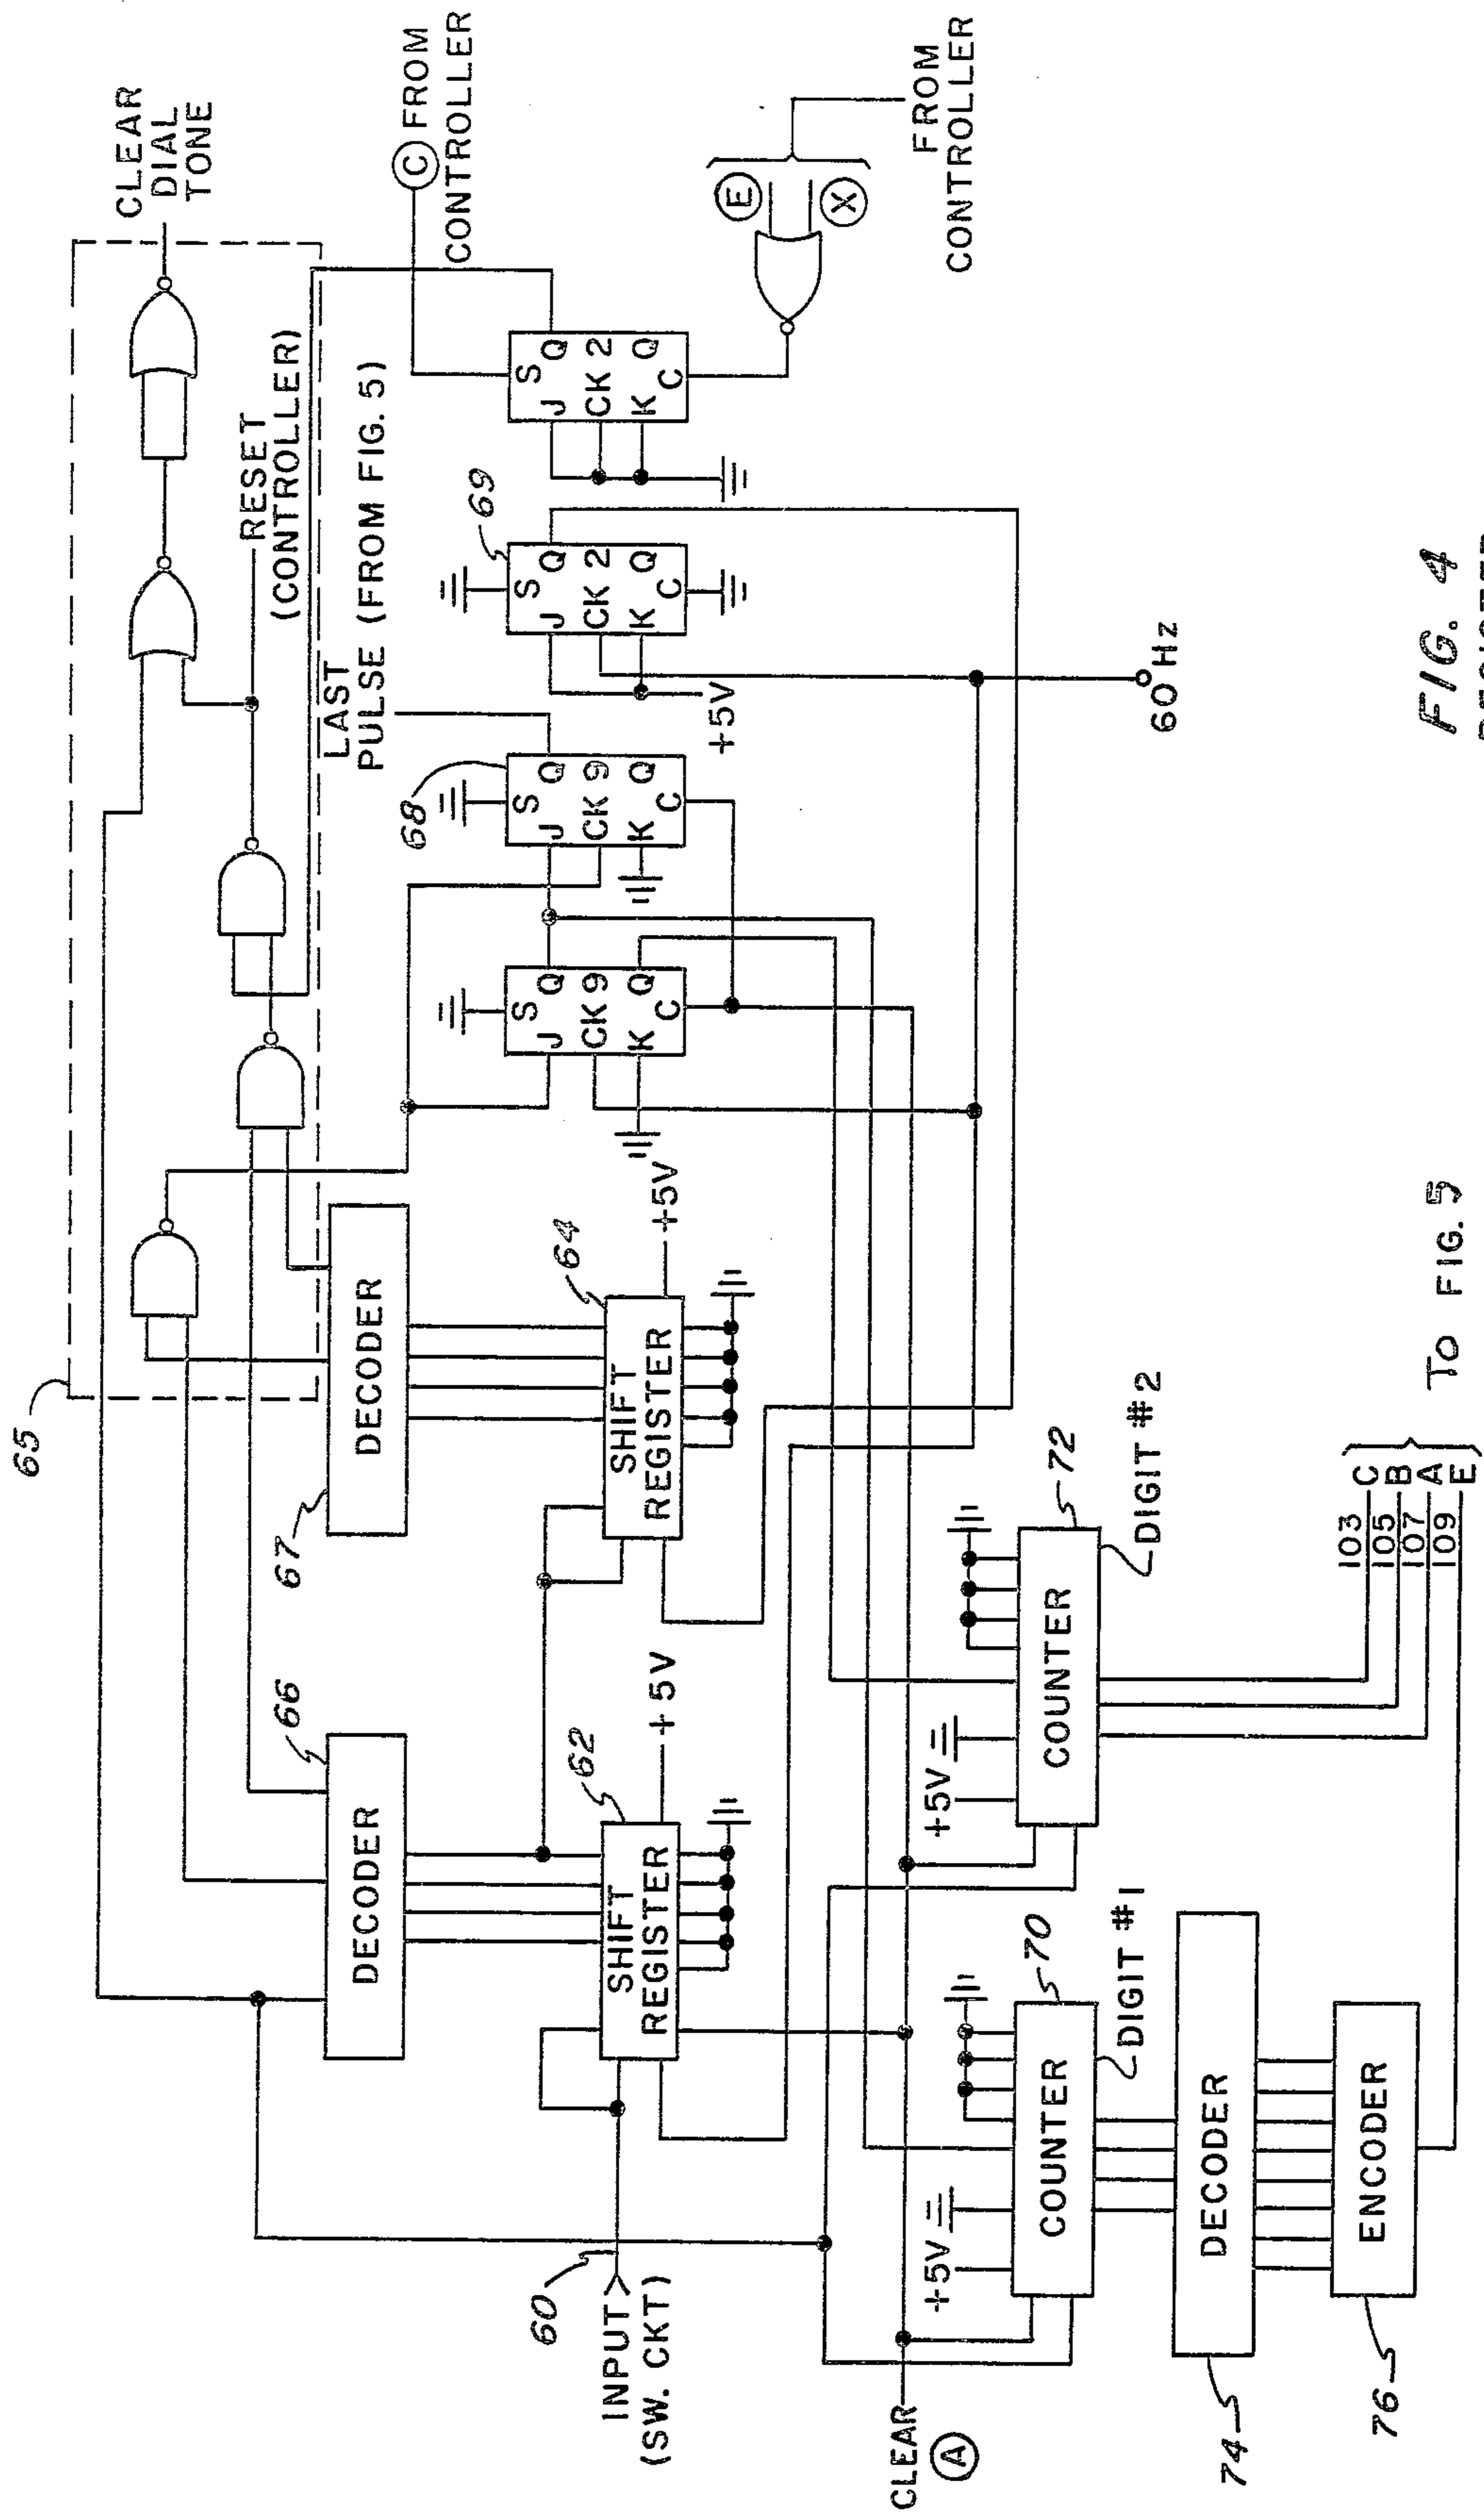 65
CLEAR
DIAL
TONE
RESET
(CONTROLLER)
C FROM
CONTROLLER
LAST
PULSE (FROM FIG. 5)
66
DECODER
67
DECODER
62
SHIFT
REGISTER
+5V
64
SHIFT
REGISTER
+5V
60
INPUT
(SW. CKT)
S
J Q
CK 9
K Q
C
68
S
J Q
CK 9
K Q
C
+5V
69
S
J Q
CK 2
K Q
C
S
J Q
CK 2
K Q
C
E
X
FROM
CONTROLLER
60 Hz
CLEAR
A
+5V
COUNTER
70
DIGIT #1
+5V
COUNTER
72
DIGIT #2
74
DECODER
76
ENCODER
103 C
105 B
107 A
109 E
TO FIG. 5
FIG. 4